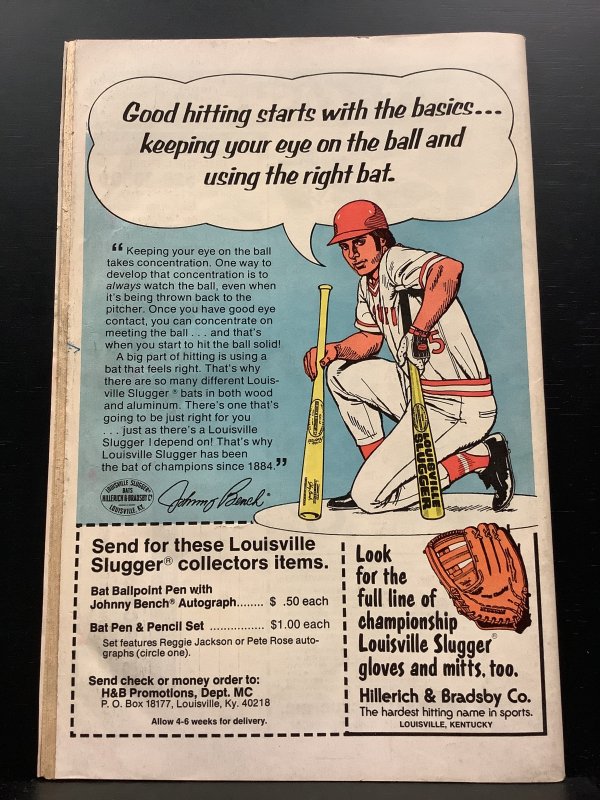 Good hitting starts with the basics...
keeping your eye on the ball and
using the right bat.
“ Keeping your eye on the ball
takes concentration. One way to
develop that concentration is to
always watch the ball, even when
it's being thrown back to the
pitcher. Once you have good eye
contact, you can concentrate on
meeting the ball . . . and that's
when you start to hit the ball solid!
A big part of hitting is using a
bat that feels right. That's why
there are so many different Louis-
ville Slugger ® bats in both wood
and aluminum. There's one that's
going to be just right for you
. . . just as there's a Louisville
Slugger I depend on! That's why
Louisville Slugger has been
the bat of champions since 1884.”
LOUISVILLE SLUGGER
BATS
HILLERICH & BRADSBY Co
LOUISVILLE, KY.
Johnny Bench
5
LOUISVILLE
SLUGGER
Send for these Louisville
Slugger® collectors items.
Bat Ballpoint Pen with
Johnny Bench® Autograph........ $ .50 each
Bat Pen & Pencil Set ................ $1.00 each
Set features Reggie Jackson or Pete Rose auto-
graphs (circle one).
Send check or money order to:
H&B Promotions, Dept. MC
P. O. Box 18177, Louisville, Ky. 40218
Allow 4-6 weeks for delivery.
Look
for the
full line of
championship
Louisville Slugger®
gloves and mitts, too.
Hillerich & Bradsby Co.
The hardest hitting name in sports.
LOUISVILLE, KENTUCKY